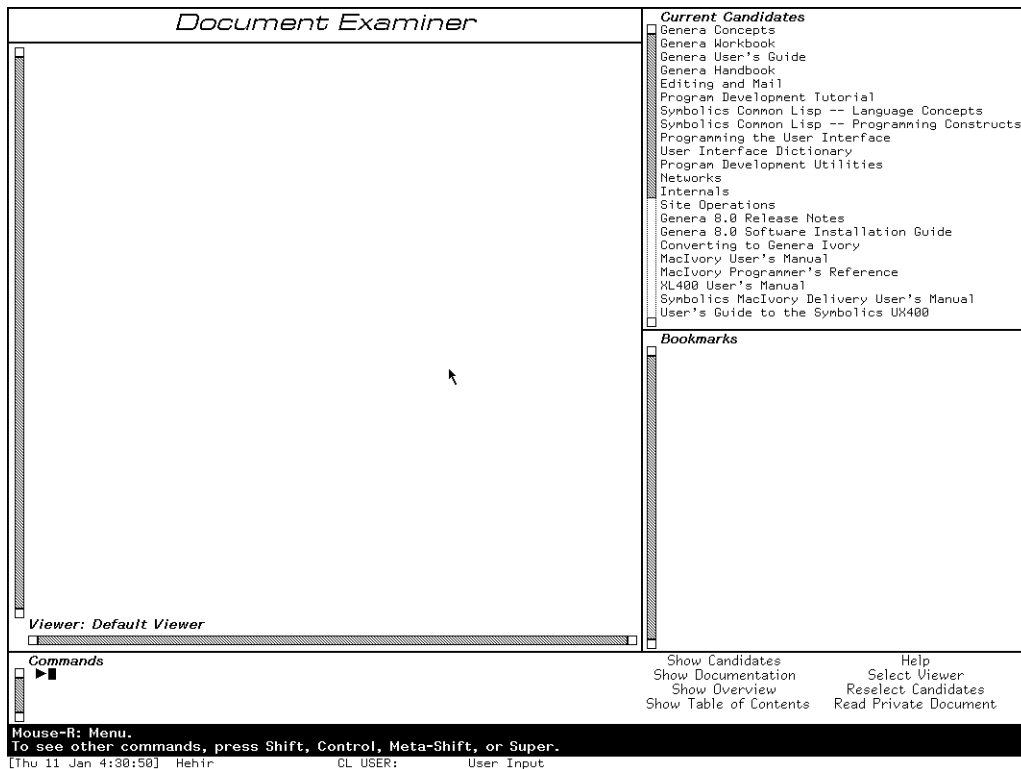 Document Examiner
Current Candidates
Genera Concepts
Genera Workbook
Genera User's Guide
Genera Handbook
Editing and Mail
Program Development Tutorial
Symbolics Common Lisp -- Language Concepts
Symbolics Common Lisp -- Programming Constructs
Programming the User Interface
User Interface Dictionary
Program Development Utilities
Networks
Internals
Site Operations
Genera 8.0 Release Notes
Genera 8.0 Software Installation Guide
Converting to Genera Ivory
MacIvory User's Manual
MacIvory Programmer's Reference
XL400 User's Manual
Symbolics MacIvory Delivery User's Manual
User's Guide to the Symbolics UX400
Bookmarks
Viewer: Default Viewer
Commands
Show Candidates Help
Show Documentation Select Viewer
Show Overview Reselect Candidates
Show Table of Contents Read Private Document
Mouse-R: Menu.
To see other commands, press Shift, Control, Meta-Shift, or Super.
[Thu 11 Jan 4:30:50] Hehir CL USER: User Input